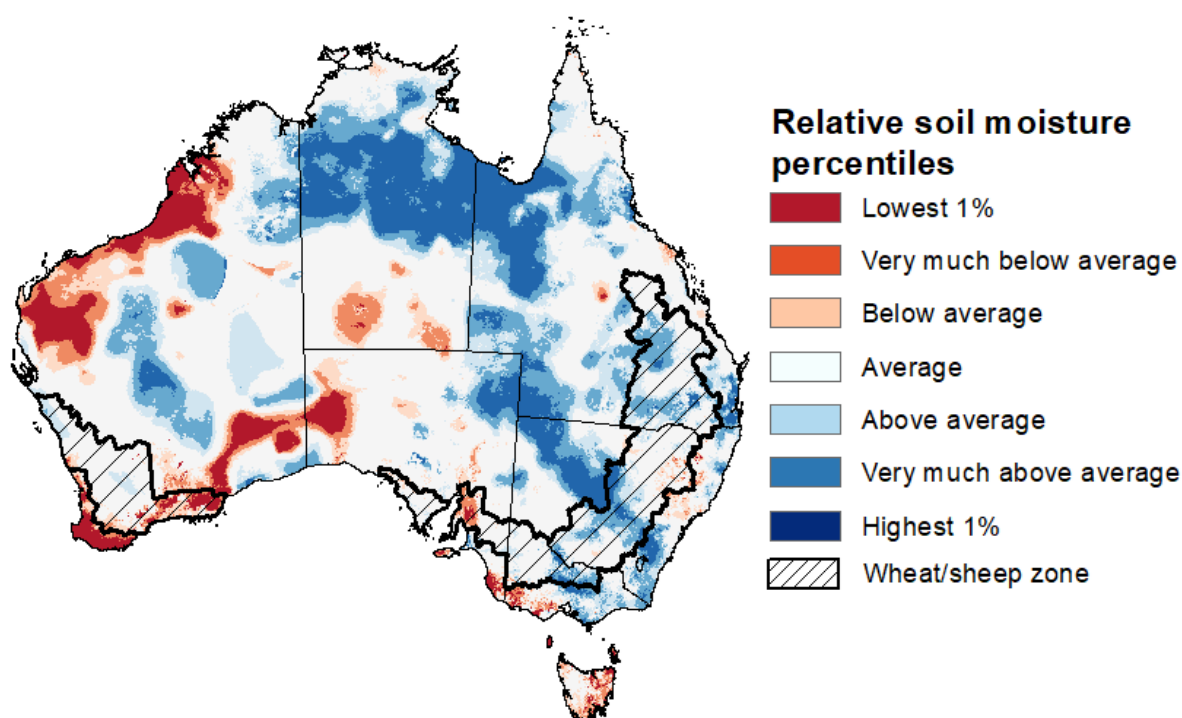 Relative soil moisture
percentiles
Lowest 1%
Very much below average
Below average
Average
Above average
Very much above average
Highest 1%
Wheat/sheep zone